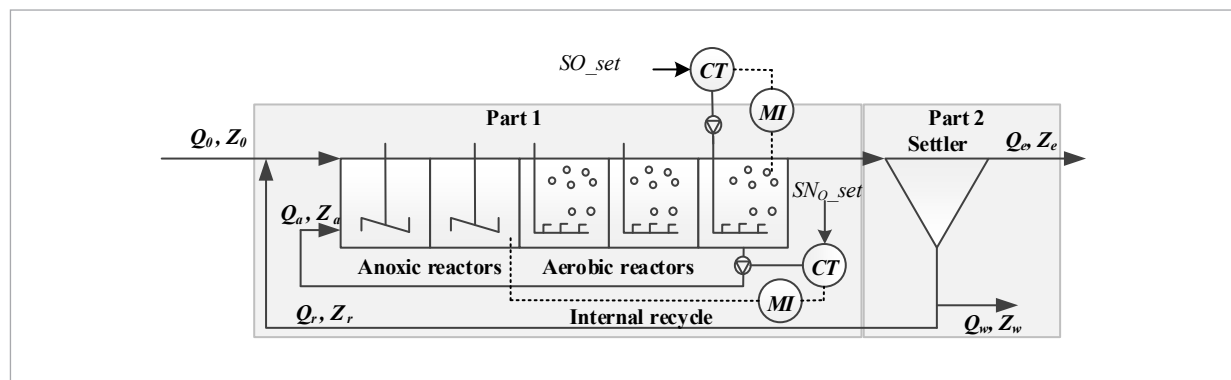 SO_set
CT
MI
Part 1
Part 2
Settler
Q0, Z0
Qe, Ze
SNO_set
Qa, Za
Anoxic reactors
Aerobic reactors
CT
MI
Qr, Zr
Internal recycle
Qw, Zw